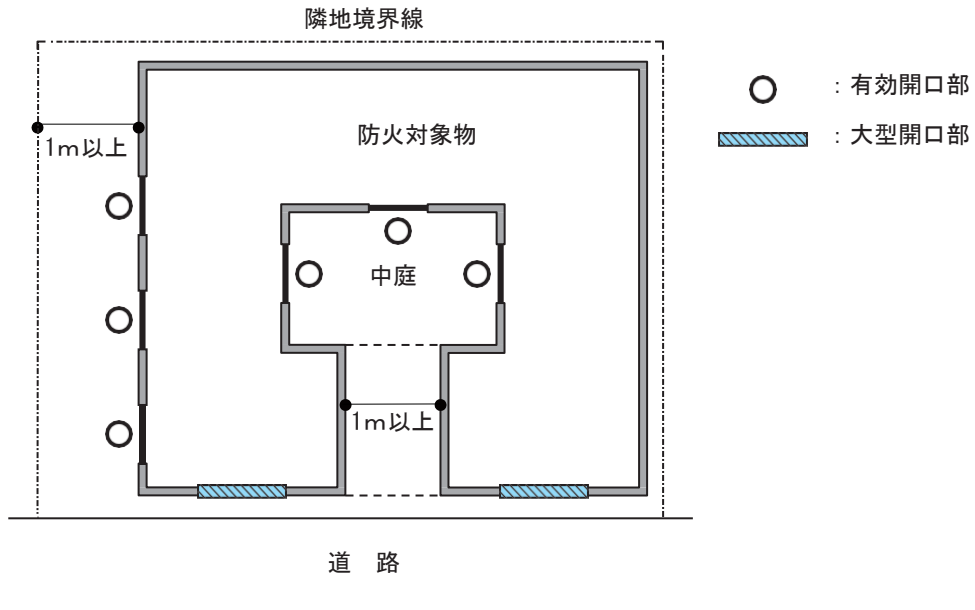 隣地境界線
：有効開口部
：大型開口部
防火対象物
1m以上
中庭
1m以上
道　路